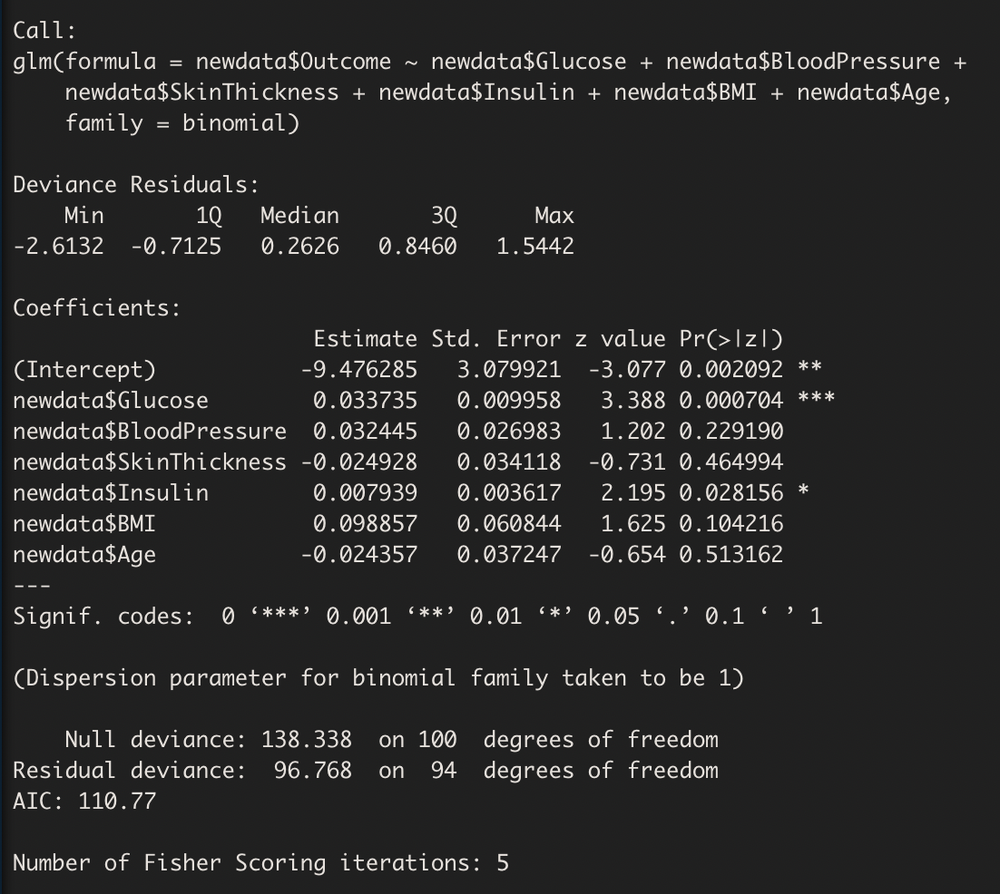 Call:
glm(formula = newdata$Outcome ~ newdata$Glucose + newdata$BloodPressure +
    newdata$SkinThickness + newdata$Insulin + newdata$BMI + newdata$Age,
    family = binomial)

Deviance Residuals:
    Min       1Q   Median       3Q      Max
-2.6132  -0.7125   0.2626   0.8460   1.5442

Coefficients:
                       Estimate Std. Error z value Pr(>|z|)
(Intercept)           -9.476285   3.079921  -3.077 0.002092 **
newdata$Glucose        0.033735   0.009958   3.388 0.000704 ***
newdata$BloodPressure  0.032445   0.026983   1.202 0.229190
newdata$SkinThickness -0.024928   0.034118  -0.731 0.464994
newdata$Insulin        0.007939   0.003617   2.195 0.028156 *
newdata$BMI            0.098857   0.060844   1.625 0.104216
newdata$Age           -0.024357   0.037247  -0.654 0.513162
---
Signif. codes:  0 ‘***’ 0.001 ‘**’ 0.01 ‘*’ 0.05 ‘.’ 0.1 ‘ ’ 1

(Dispersion parameter for binomial family taken to be 1)

    Null deviance: 138.338  on 100  degrees of freedom
Residual deviance:  96.768  on  94  degrees of freedom
AIC: 110.77

Number of Fisher Scoring iterations: 5